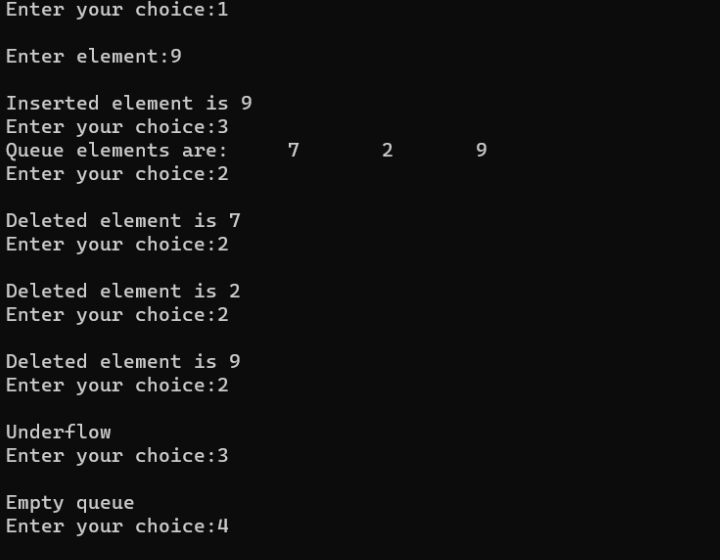 Enter your choice:1
Enter element:9
Inserted element is 9
Enter your choice:3
Queue elements are: 7 2 9
Enter your choice:2
Deleted element is 7
Enter your choice:2
Deleted element is 2
Enter your choice:2
Deleted element is 9
Enter your choice:2
Underflow
Enter your choice:3
Empty queue
Enter your choice:4